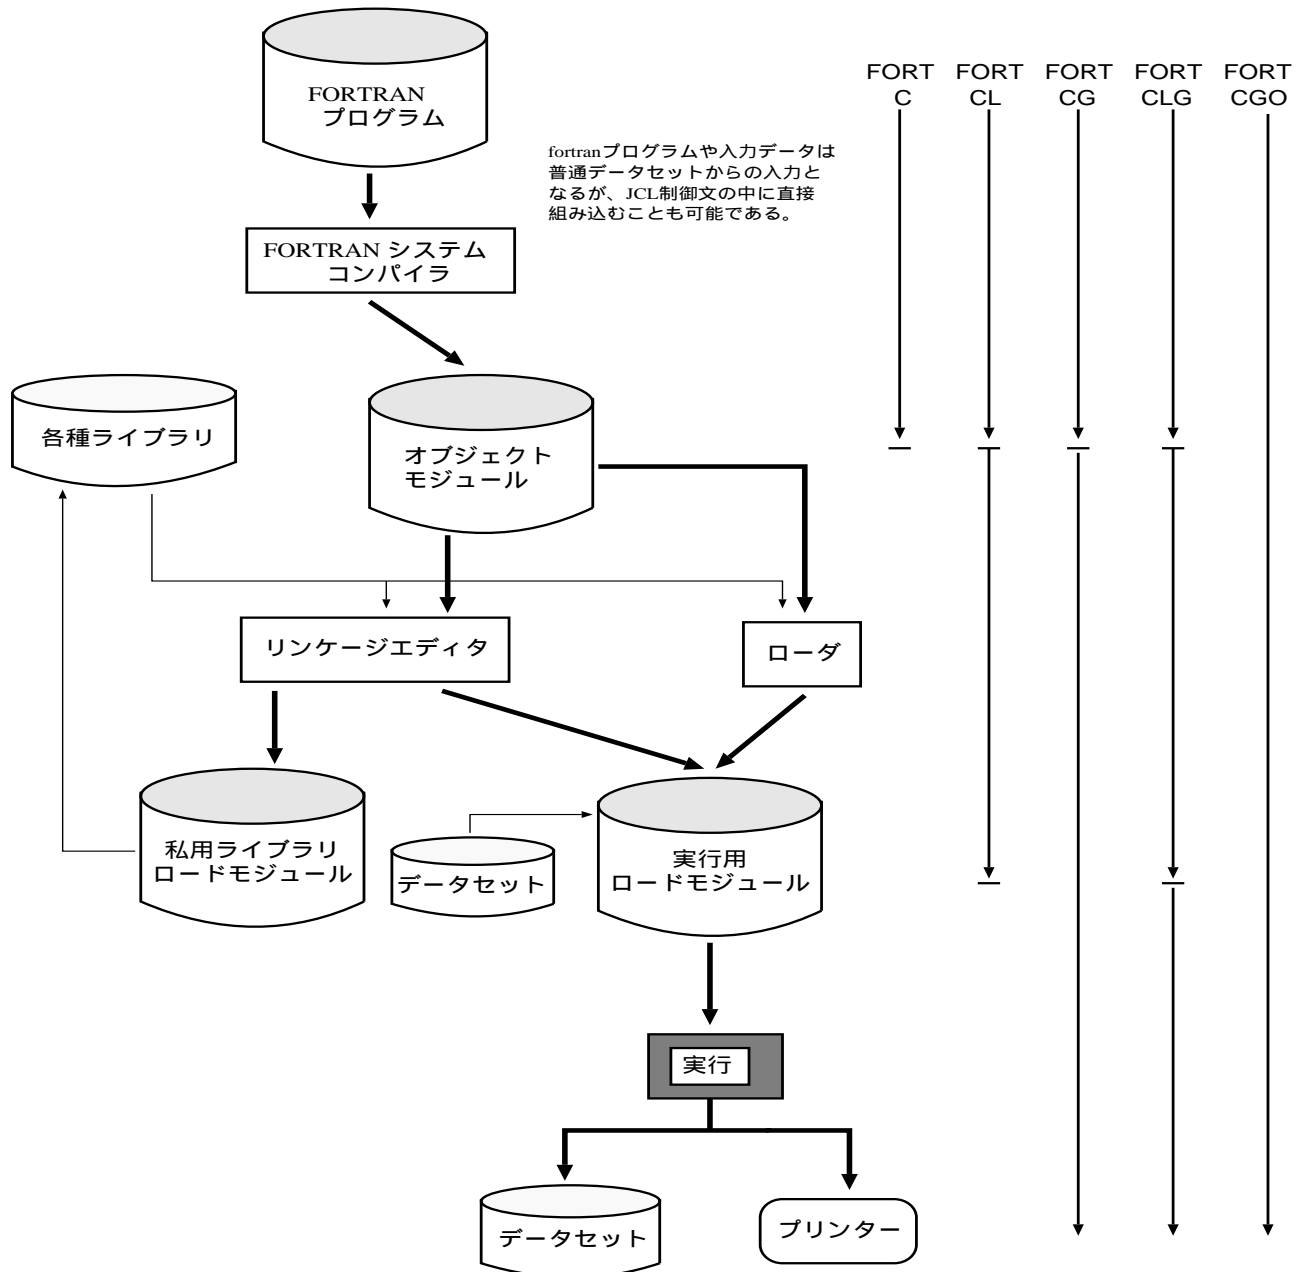 FORTRAN
プログラム
FORT
C
FORT
CL
FORT
CG
FORT
CLG
FORT
CGO
fortranプログラムや入力データは
普通データセットからの入力と
なるが、JCL制御文の中に直接
組み込むことも可能である。
FORTRAN システム
コンパイラ
各種ライブラリ
オブジェクト
モジュール
リンケージエディタ
ローダ
私用ライブラリ
ロードモジュール
データセット
実行用
ロードモジュール
実行
データセット
プリンター